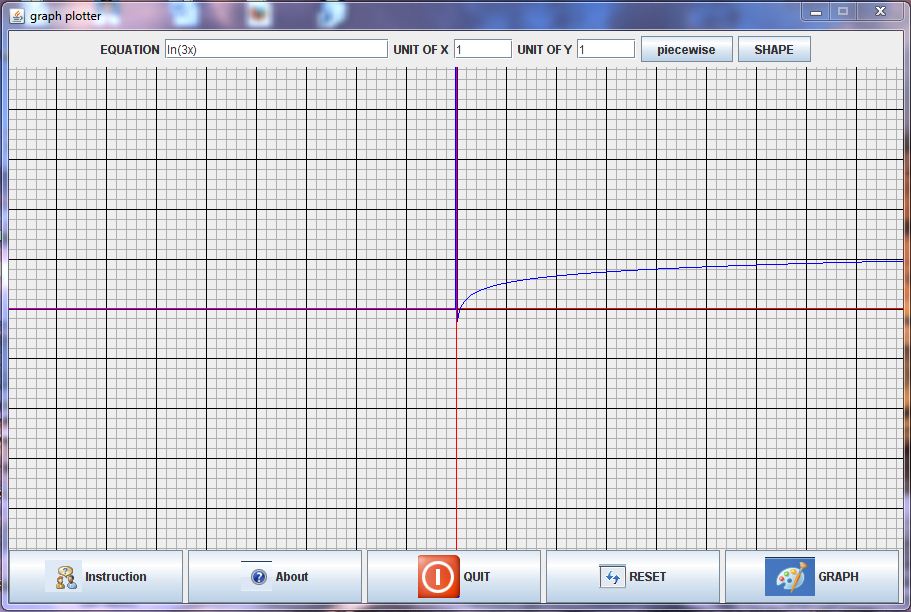 graph plotter
EQUATION ln(3x) UNIT OF X 1 UNIT OF Y 1 piecewise SHAPE
Instruction About QUIT RESET GRAPH